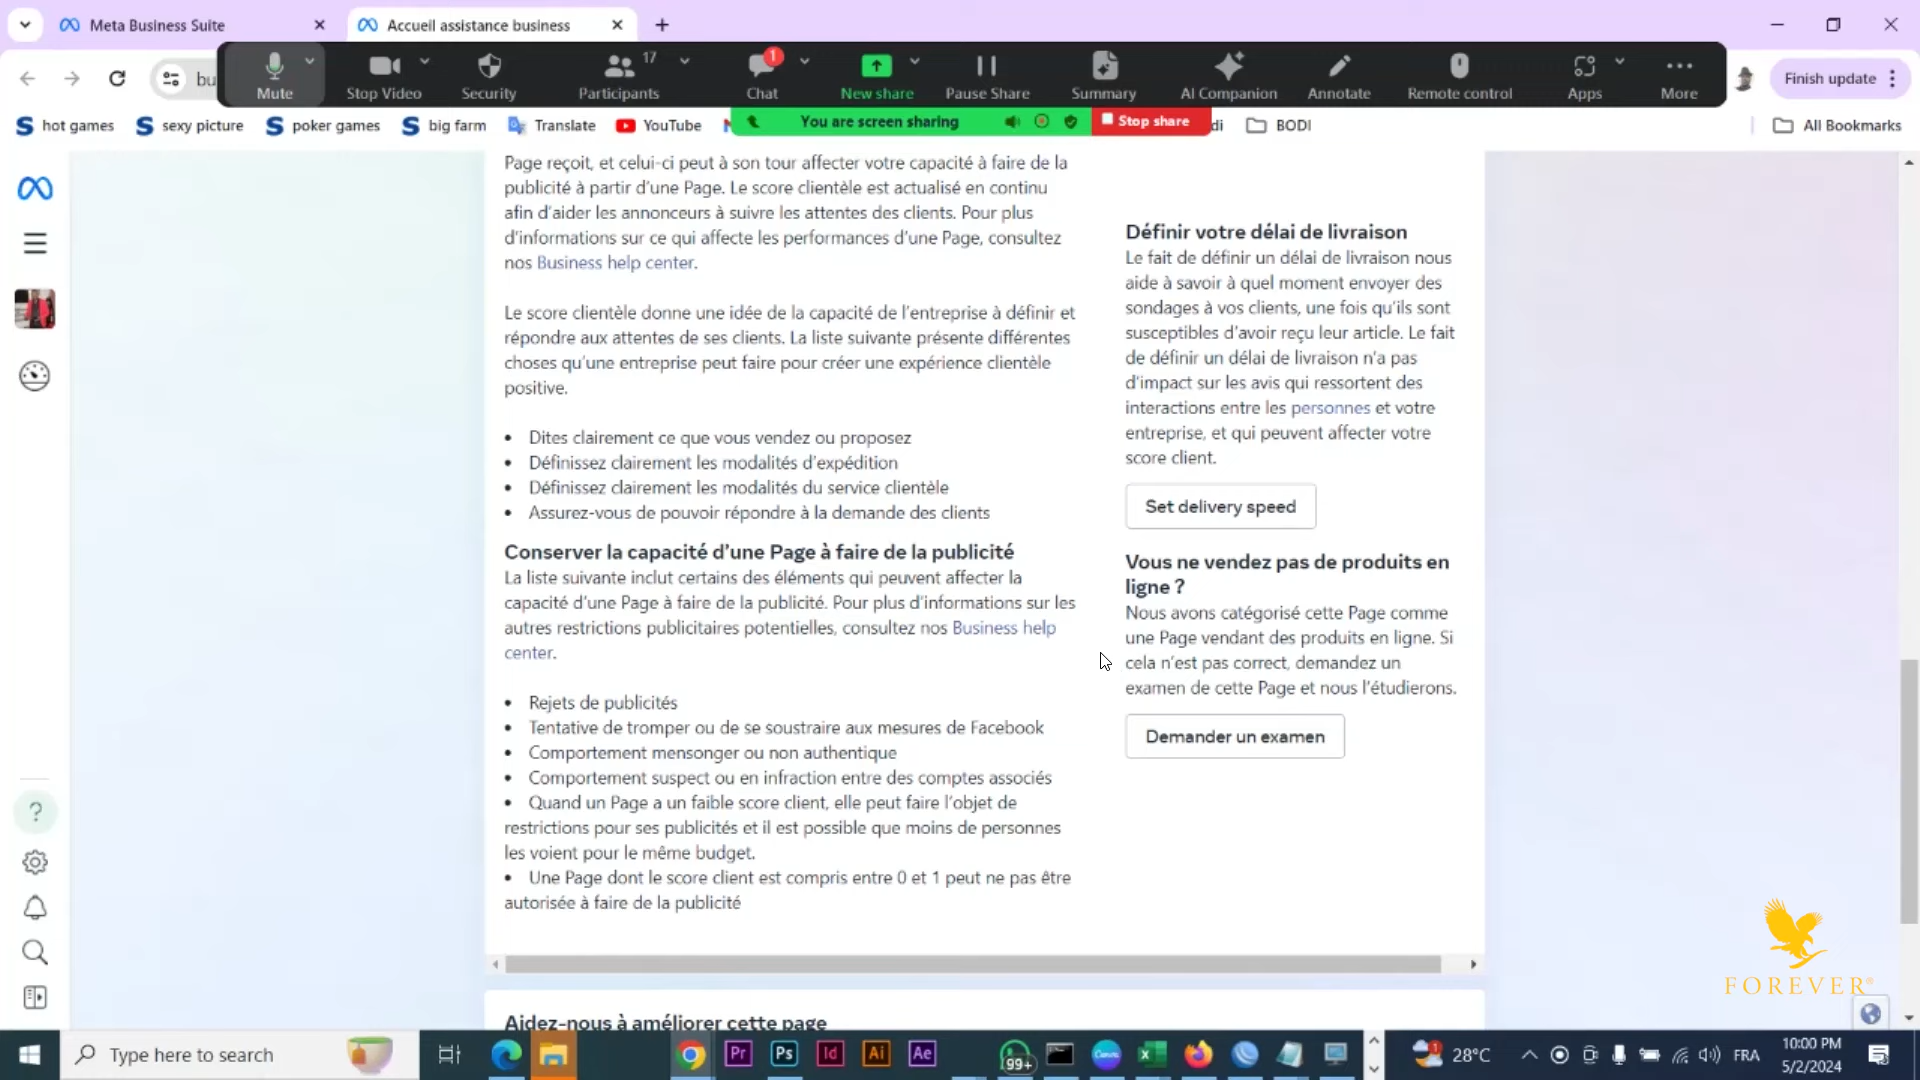 Meta Business Suite
Accueil assistance business
bu
Mute
Stop Video
Security
17
Participants
1
Chat
New share
Pause Share
Summary
AI Companion
Annotate
Remote control
Apps
More
Finish update
hot games
sexy picture
poker games
big farm
Translate
YouTube
You are screen sharing
Stop share
di
BODI
All Bookmarks
Page reçoit, et celui-ci peut à son tour affecter votre capacité à faire de la
publicité à partir d'une Page. Le score clientèle est actualisé en continu
afin d'aider les annonceurs à suivre les attentes des clients. Pour plus
d'informations sur ce qui affecte les performances d'une Page, consultez
nos Business help center.
Le score clientèle donne une idée de la capacité de l'entreprise à définir et
répondre aux attentes de ses clients. La liste suivante présente différentes
choses qu'une entreprise peut faire pour créer une expérience clientèle
positive.
• Dites clairement ce que vous vendez ou proposez
• Définissez clairement les modalités d'expédition
• Définissez clairement les modalités du service clientèle
• Assurez-vous de pouvoir répondre à la demande des clients
Conserver la capacité d'une Page à faire de la publicité
La liste suivante inclut certains des éléments qui peuvent affecter la
capacité d'une Page à faire de la publicité. Pour plus d'informations sur les
autres restrictions publicitaires potentielles, consultez nos Business help
center.
• Rejets de publicités
• Tentative de tromper ou de se soustraire aux mesures de Facebook
• Comportement mensonger ou non authentique
• Comportement suspect ou en infraction entre des comptes associés
• Quand un Page a un faible score client, elle peut faire l'objet de
restrictions pour ses publicités et il est possible que moins de personnes
les voient pour le même budget.
• Une Page dont le score client est compris entre 0 et 1 peut ne pas être
autorisée à faire de la publicité
Définir votre délai de livraison
Le fait de définir un délai de livraison nous
aide à savoir à quel moment envoyer des
sondages à vos clients, une fois qu'ils sont
susceptibles d'avoir reçu leur article. Le fait
de définir un délai de livraison n'a pas
d'impact sur les avis qui ressortent des
interactions entre les personnes et votre
entreprise, et qui peuvent affecter votre
score client.
Set delivery speed
Vous ne vendez pas de produits en
ligne ?
Nous avons catégorisé cette Page comme
une Page vendant des produits en ligne. Si
cela n'est pas correct, demandez un
examen de cette Page et nous l'étudierons.
Demander un examen
Aidez-nous à améliorer cette page
FOREVER®
Type here to search
Pr
Ps
Id
Ai
Ae
99+
Canva
1
28°C
FRA
10:00 PM
5/2/2024